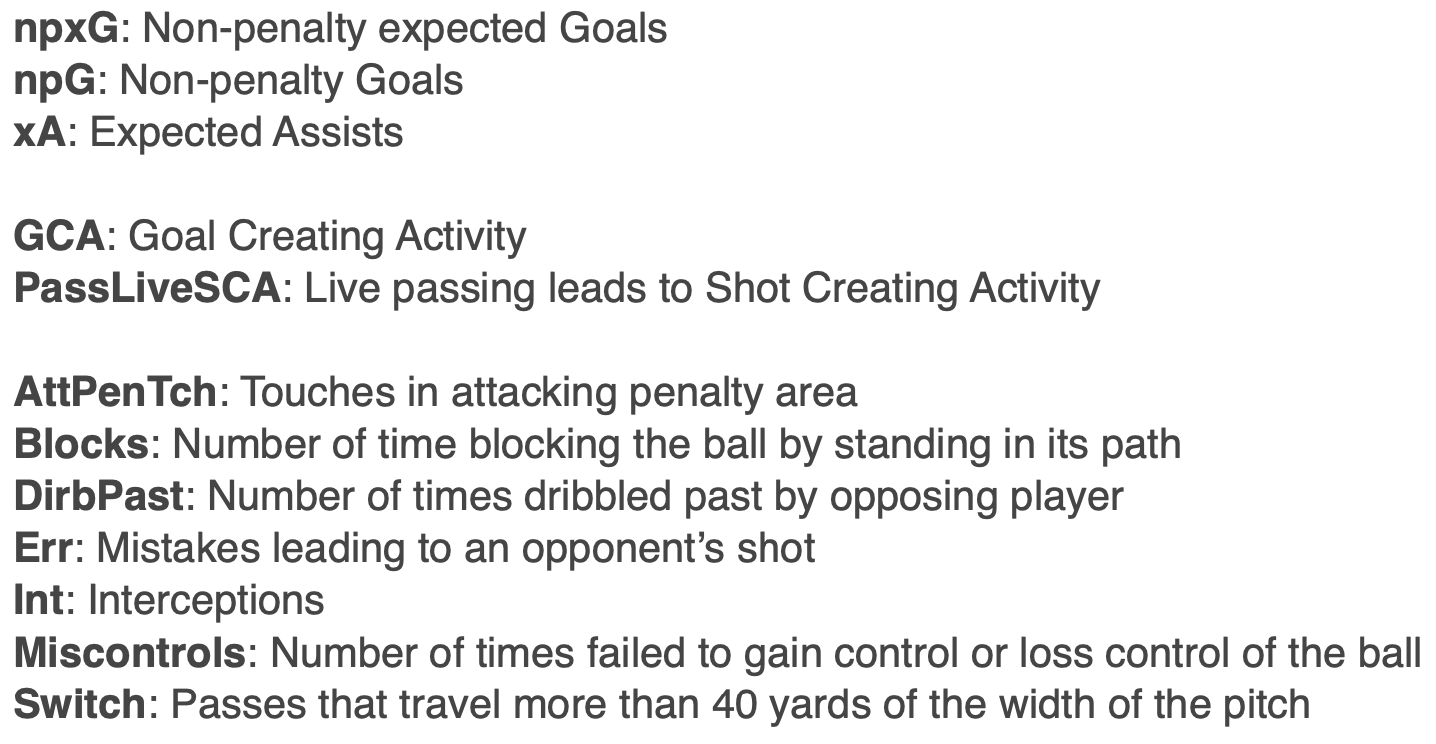 npxG: Non-penalty expected Goals
npG: Non-penalty Goals
xA: Expected Assists
GCA: Goal Creating Activity
PassLiveSCA: Live passing leads to Shot Creating Activity
AttPenTch: Touches in attacking penalty area
Blocks: Number of time blocking the ball by standing in its path
DirbPast: Number of times dribbled past by opposing player
Err: Mistakes leading to an opponent’s shot
Int: Interceptions
Miscontrols: Number of times failed to gain control or loss control of the ball
Switch: Passes that travel more than 40 yards of the width of the pitch